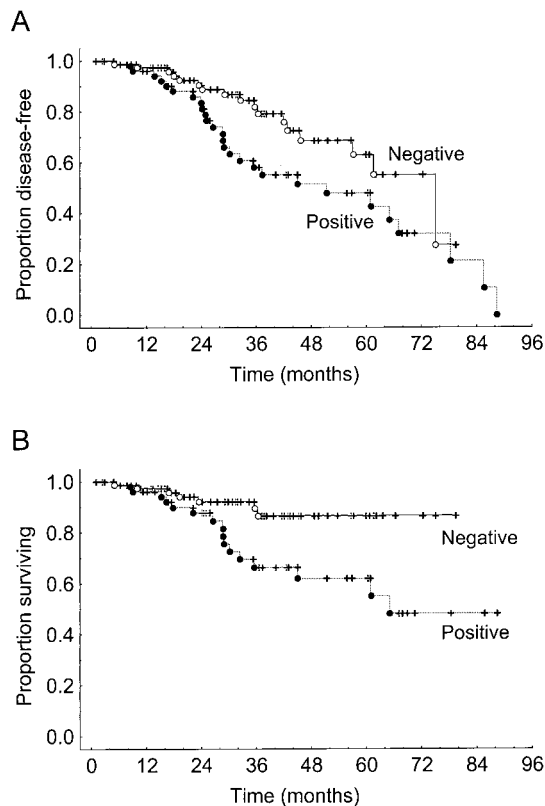 A
Proportion disease-free
1.0
0.8
0.6
0.4
0.2
0.0
Negative
Positive
0 12 24 36 48 60 72 84 96
Time (months)
B
Proportion surviving
1.0
0.8
0.6
0.4
0.2
0.0
Negative
Positive
0 12 24 36 48 60 72 84 96
Time (months)